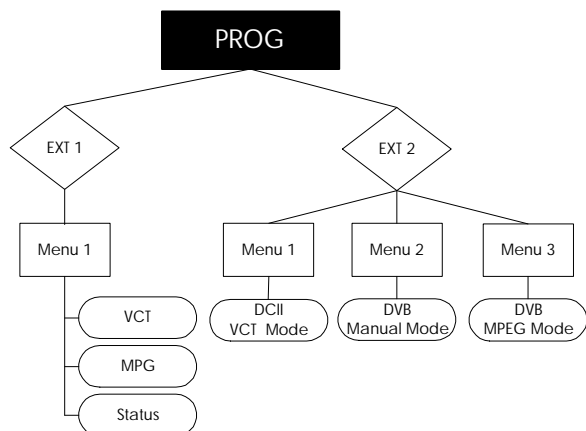 PROG
EXT 1
EXT 2
Menu 1
Menu 1
Menu 2
Menu 3
DCII
VCT Mode
DVB
Manual Mode
DVB
MPEG Mode
VCT
MPG
Status